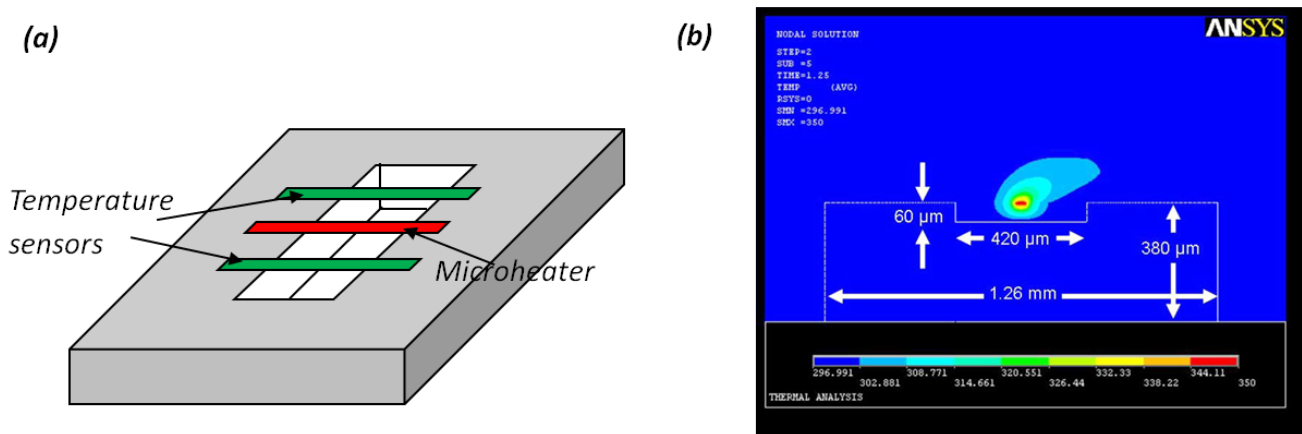 (a)
Temperature
sensors
Microheater
(b)
ANSYS
NODAL SOLUTION
STEP=2
SUB =5
TIME=1.25
TEMP (AVG)
RSYS=0
SMN =296.991
SMX =350
60 µm
420 µm
380 µm
1.26 mm
296.991 308.771 320.551 332.33 344.11
302.881 314.661 326.44 338.22 350
THERMAL ANALYSIS